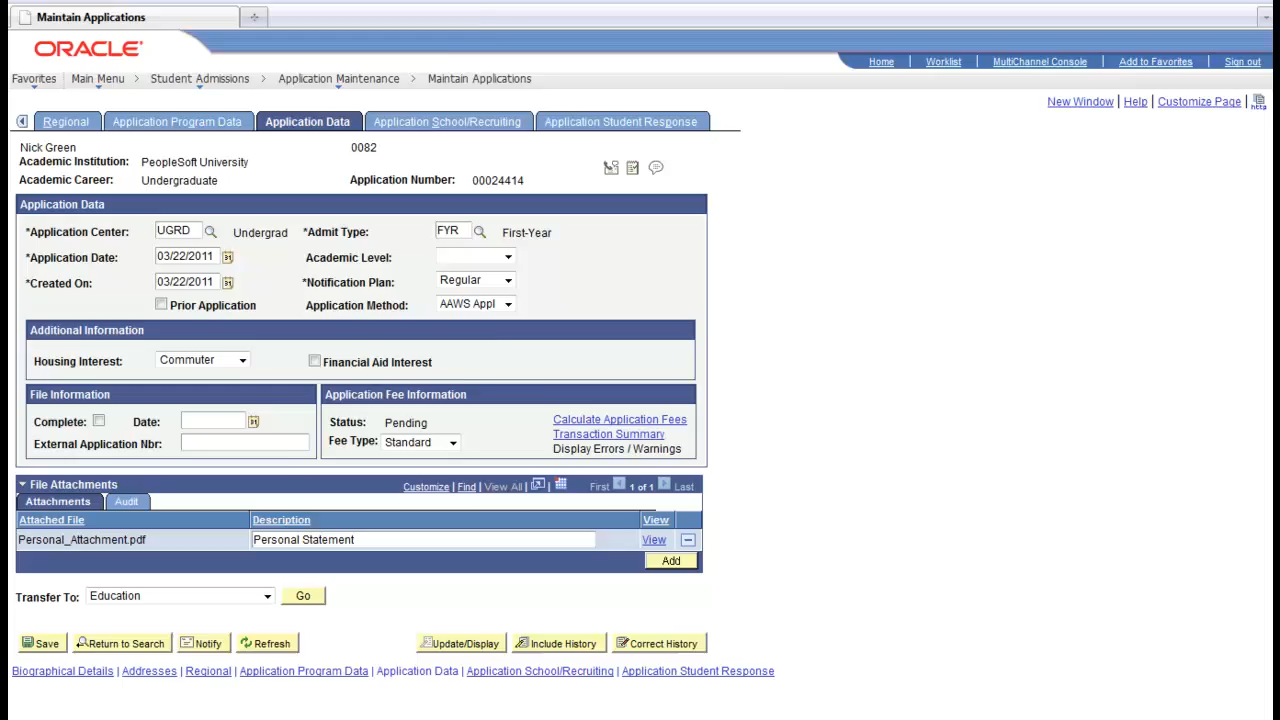 Maintain Applications
ORACLE
Home | Worklist | MultiChannel Console | Add to Favorites | Sign out
Favorites | Main Menu > Student Admissions > Application Maintenance > Maintain Applications
New Window | Help | Customize Page | http
Regional Application Program Data Application Data Application School/Recruiting Application Student Response
Nick Green 0082
Academic Institution: PeopleSoft University
Academic Career: Undergraduate Application Number: 00024414
Application Data
*Application Center: UGRD Undergrad *Admit Type: FYR First-Year
*Application Date: 03/22/2011 Academic Level:
*Created On: 03/22/2011 *Notification Plan: Regular
Prior Application Application Method: AAWS Appl
Additional Information
Housing Interest: Commuter Financial Aid Interest
File Information Application Fee Information
Complete: Date: Status: Pending Calculate Application Fees
External Application Nbr: Fee Type: Standard Transaction Summary
Display Errors / Warnings
File Attachments Customize | Find | View All | First 1 of 1 Last
Attachments Audit
Attached File Description View
Personal_Attachment.pdf Personal Statement View
Add
Transfer To: Education Go
Save Return to Search Notify Refresh Update/Display Include History Correct History
Biographical Details | Addresses | Regional | Application Program Data | Application Data | Application School/Recruiting | Application Student Response